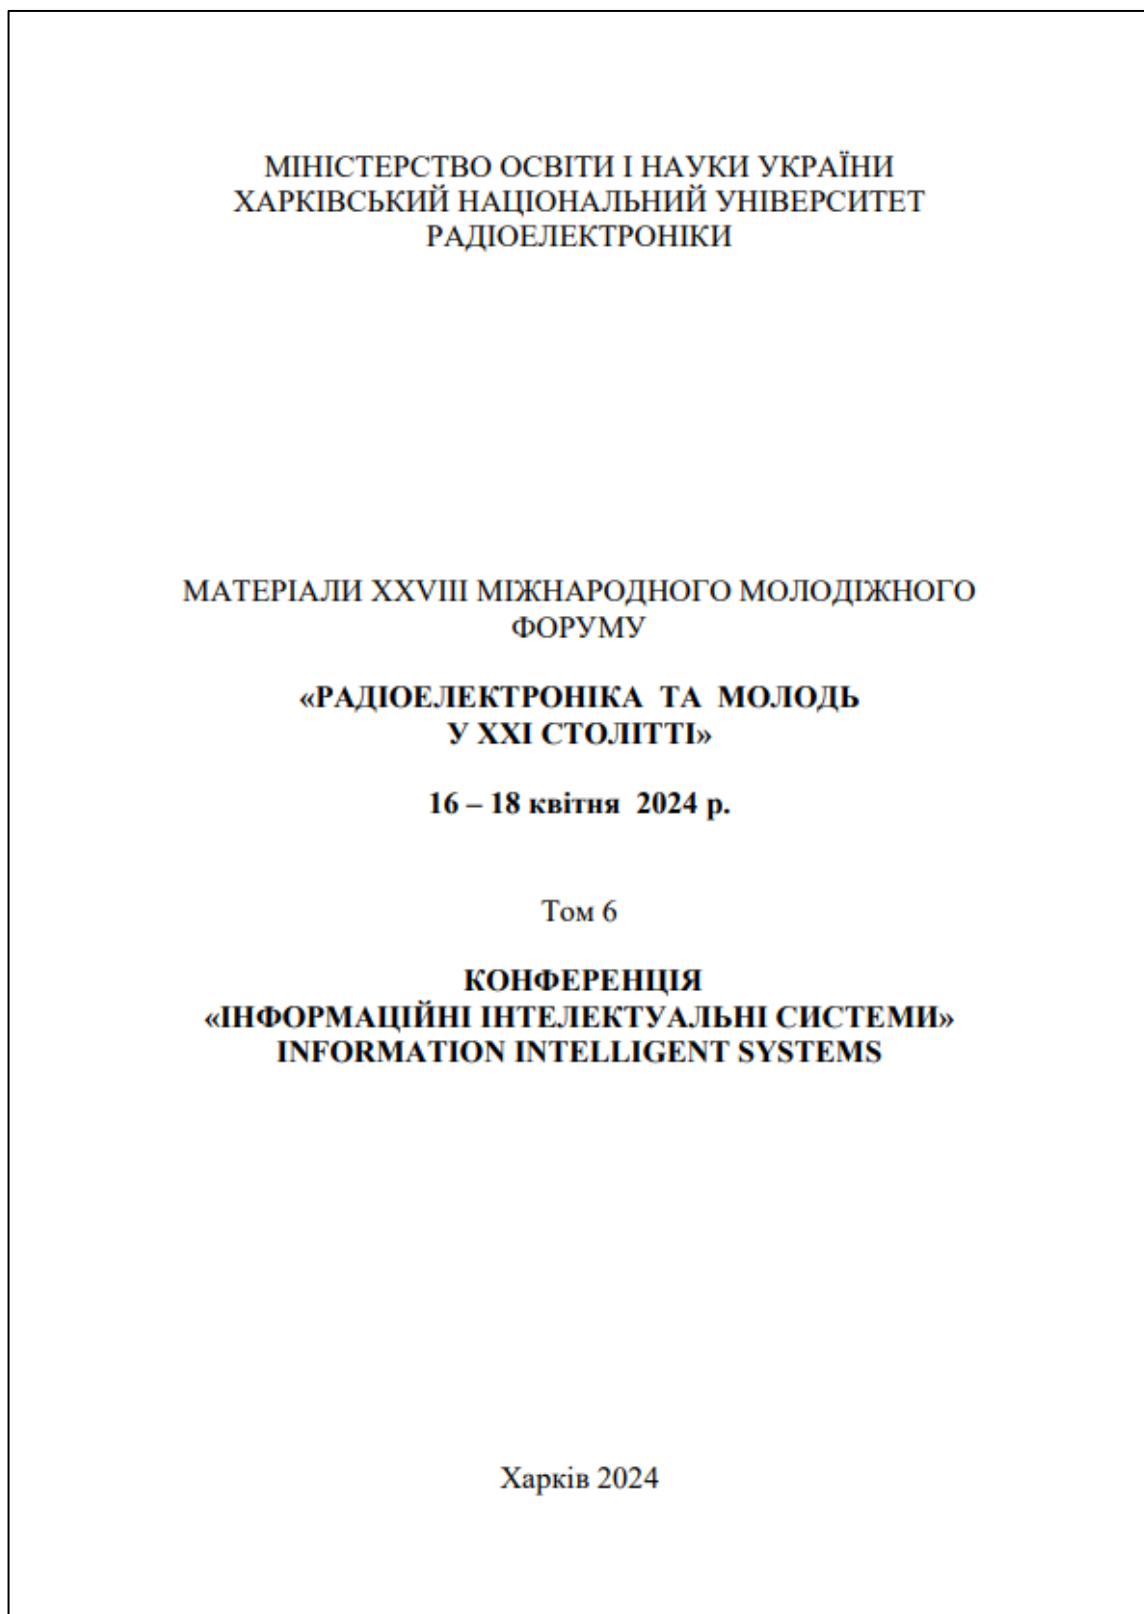 МІНІСТЕРСТВО ОСВІТИ І НАУКИ УКРАЇНИ
ХАРКІВСЬКИЙ НАЦІОНАЛЬНИЙ УНІВЕРСИТЕТ
РАДІОЕЛЕКТРОНІКИ
МАТЕРІАЛИ XXVIII МІЖНАРОДНОГО МОЛОДІЖНОГО
ФОРУМУ
«РАДІОЕЛЕКТРОНІКА ТА МОЛОДЬ
У XXI СТОЛІТТІ»
16 – 18 квітня 2024 р.
Том 6
КОНФЕРЕНЦІЯ
«ІНФОРМАЦІЙНІ ІНТЕЛЕКТУАЛЬНІ СИСТЕМИ»
INFORMATION INTELLIGENT SYSTEMS
Харків 2024